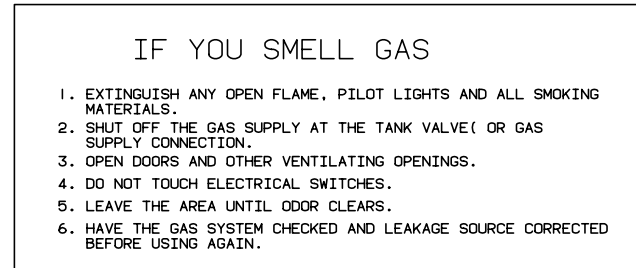 IF YOU SMELL GAS
1. EXTINGUISH ANY OPEN FLAME, PILOT LIGHTS AND ALL SMOKING
MATERIALS.
2. SHUT OFF THE GAS SUPPLY AT THE TANK VALVE( OR GAS
SUPPLY CONNECTION.
3. OPEN DOORS AND OTHER VENTILATING OPENINGS.
4. DO NOT TOUCH ELECTRICAL SWITCHES.
5. LEAVE THE AREA UNTIL ODOR CLEARS.
6. HAVE THE GAS SYSTEM CHECKED AND LEAKAGE SOURCE CORRECTED
BEFORE USING AGAIN.